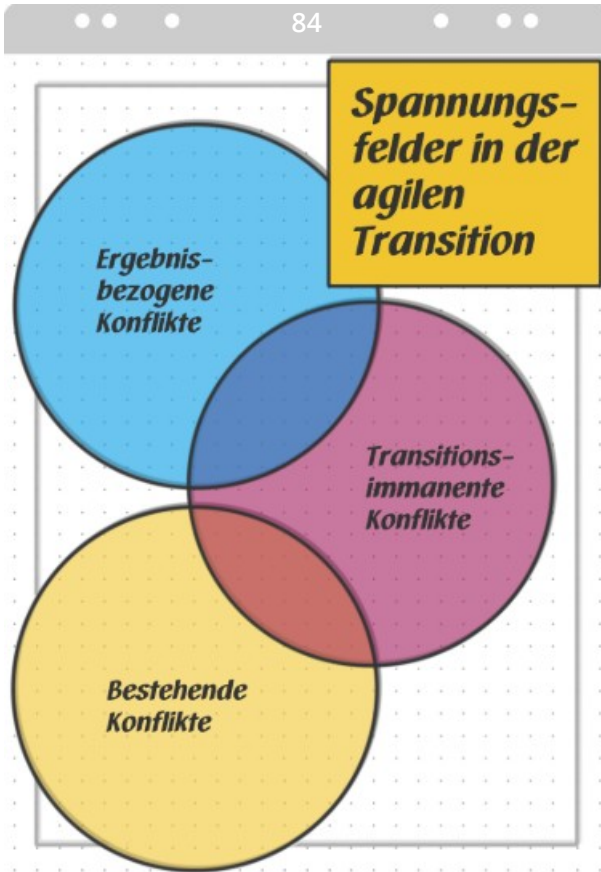 84
Spannungs-
felder in der
agilen
Transition
Ergebnis-
bezogene
Konflikte
Transitions-
immanente
Konflikte
Bestehende
Konflikte